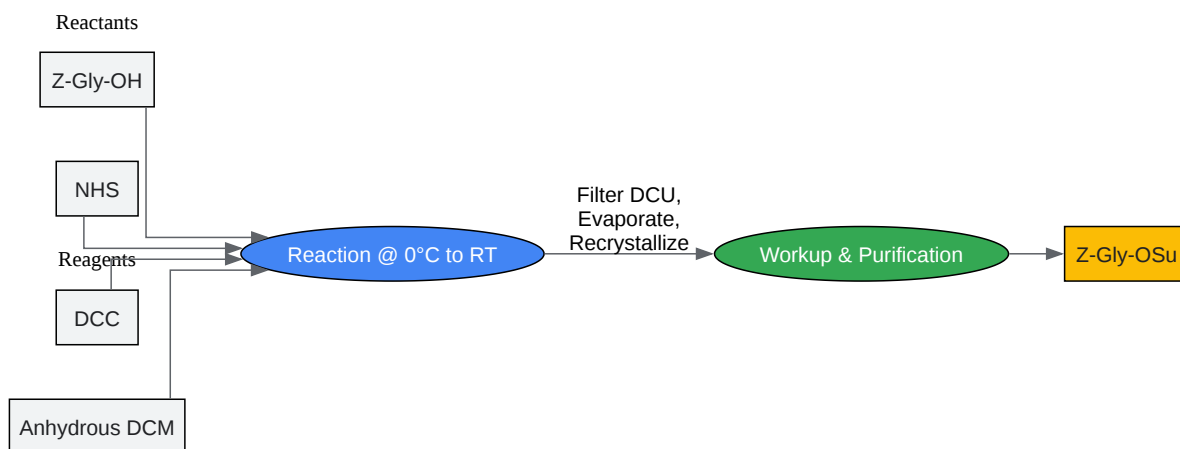 Reactants
Z-Gly-OH
NHS
Reagents
DCC
Anhydrous DCM
Reaction @ 0°C to RT
Filter DCU,
Evaporate,
Recrystallize
Workup & Purification
Z-Gly-OSu